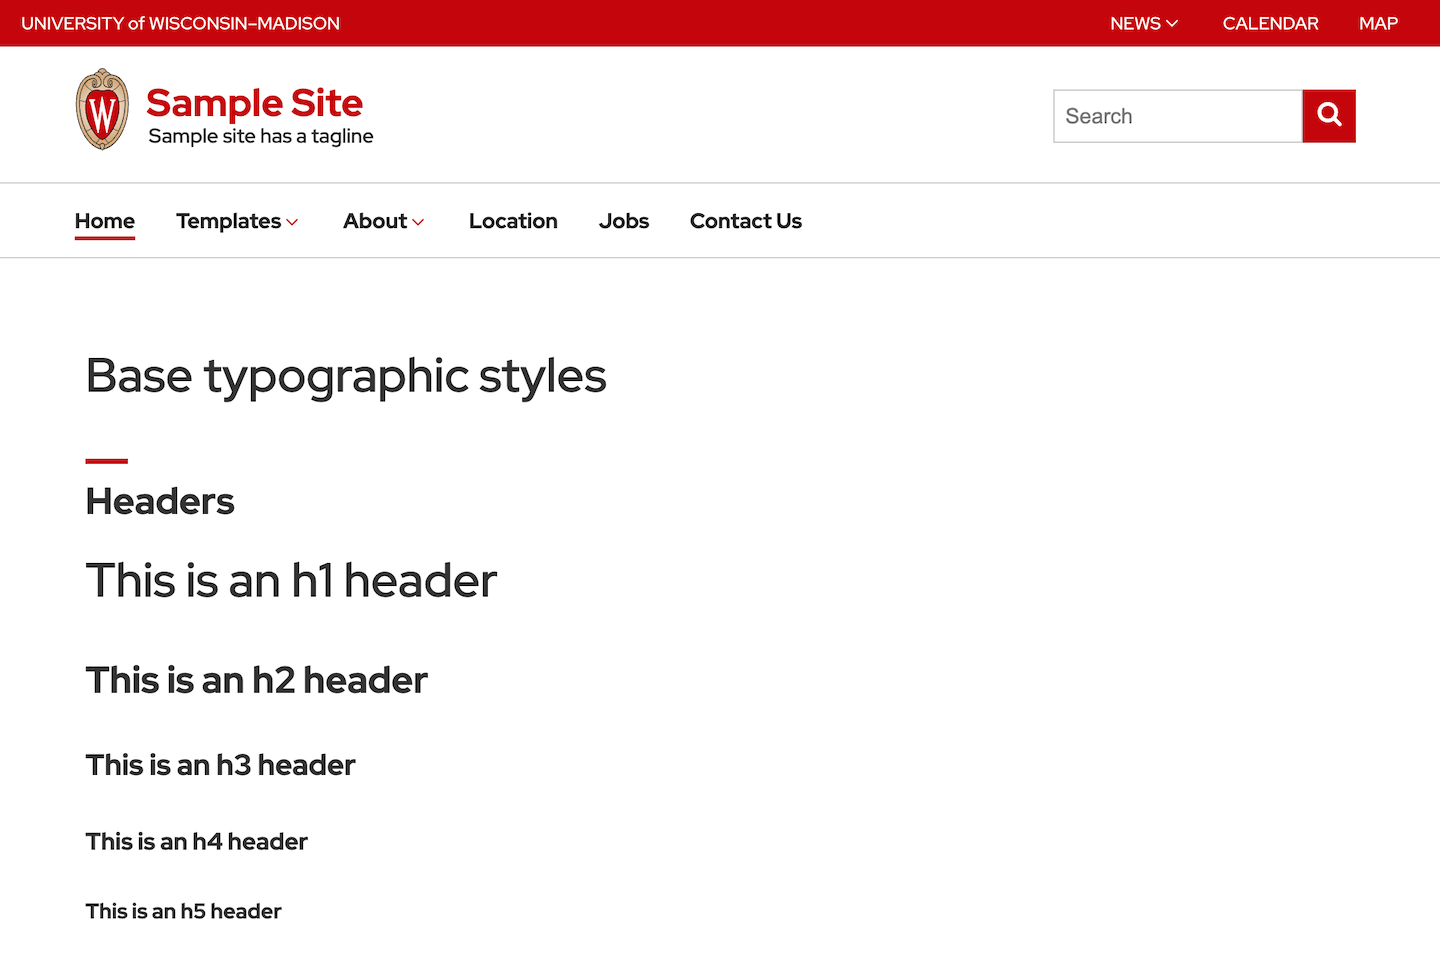 UNIVERSITY of WISCONSIN–MADISON
NEWS CALENDAR MAP
W
Sample Site
Sample site has a tagline
Search
Home Templates About Location Jobs Contact Us
Base typographic styles
Headers
This is an h1 header
This is an h2 header
This is an h3 header
This is an h4 header
This is an h5 header